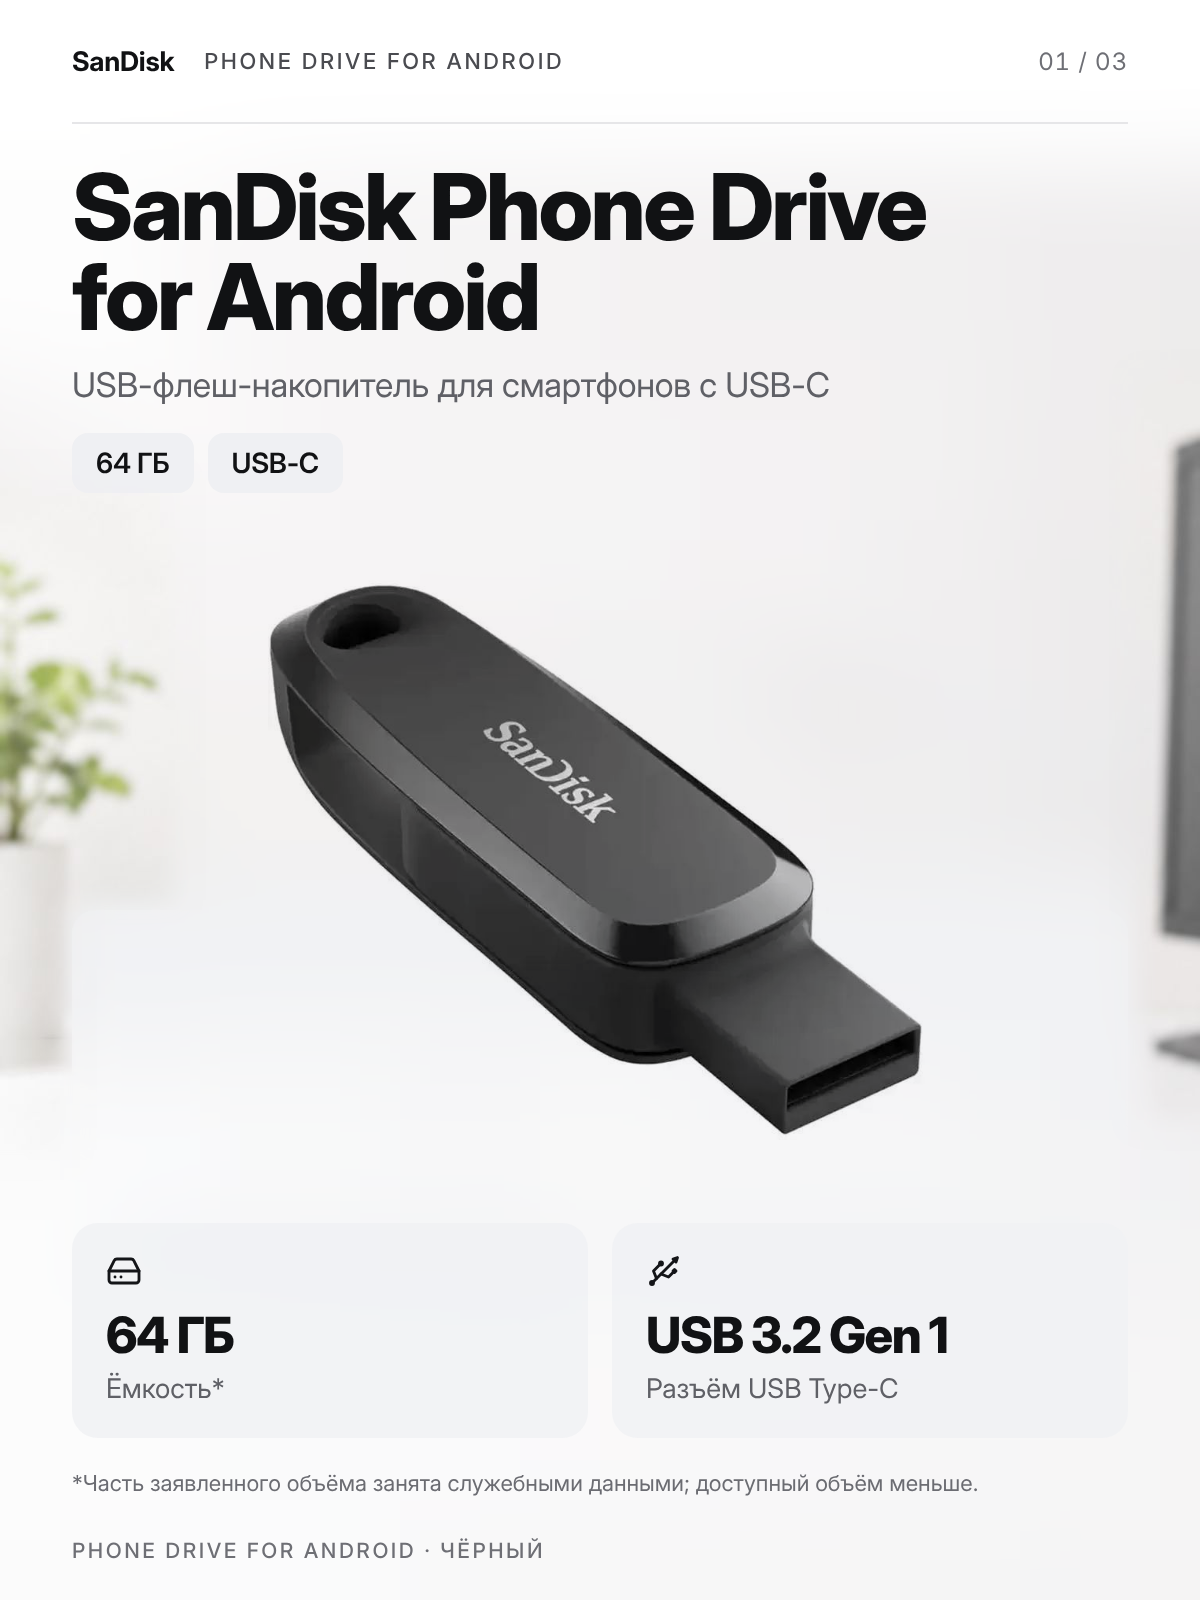 SanDisk PHONE DRIVE FOR ANDROID 01 / 03
SanDisk Phone Drive
for Android
USB-флеш-накопитель для смартфонов с USB-C
64 ГБ USB-C
SanDisk
64 ГБ
Ёмкость*
USB 3.2 Gen 1
Разъём USB Type-C
*Часть заявленного объёма занята служебными данными; доступный объём меньше.
PHONE DRIVE FOR ANDROID · ЧЁРНЫЙ